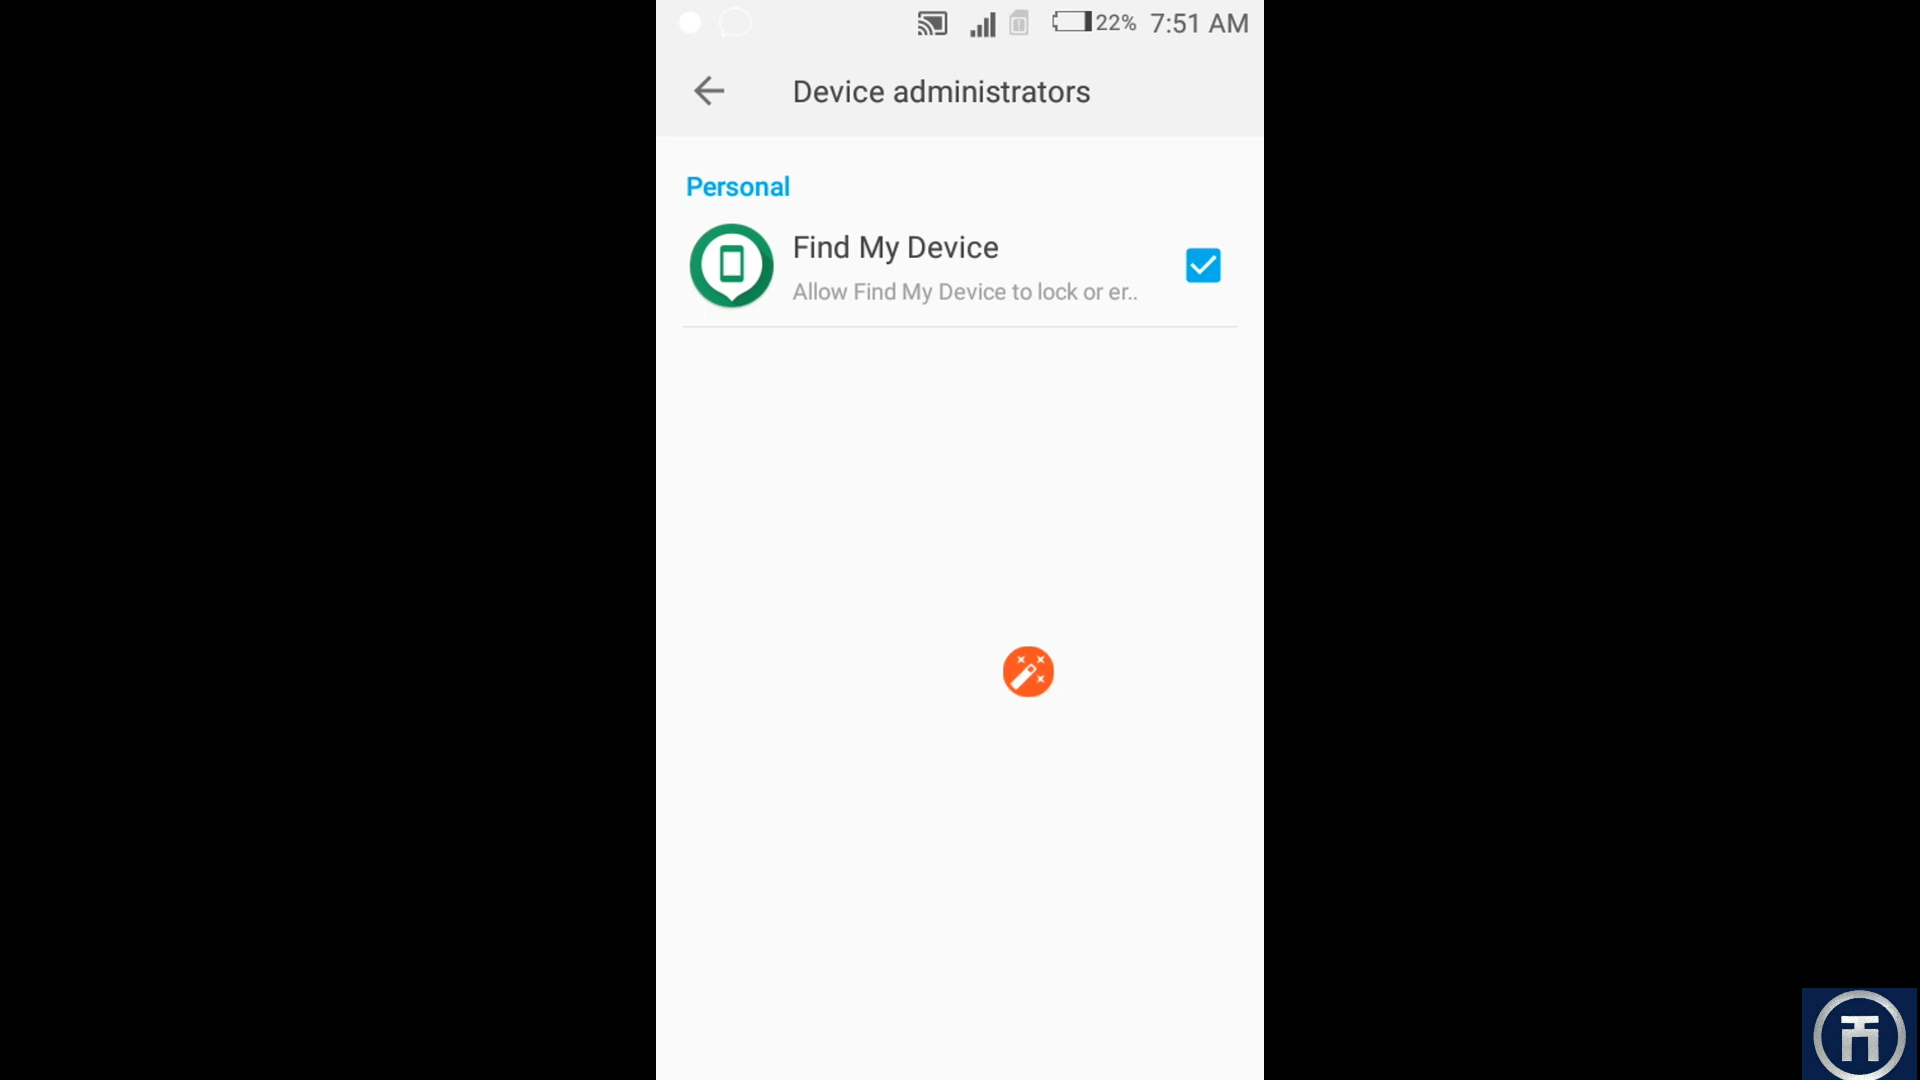 22% 7:51 AM
Device administrators
Personal
Find My Device
Allow Find My Device to lock or er..